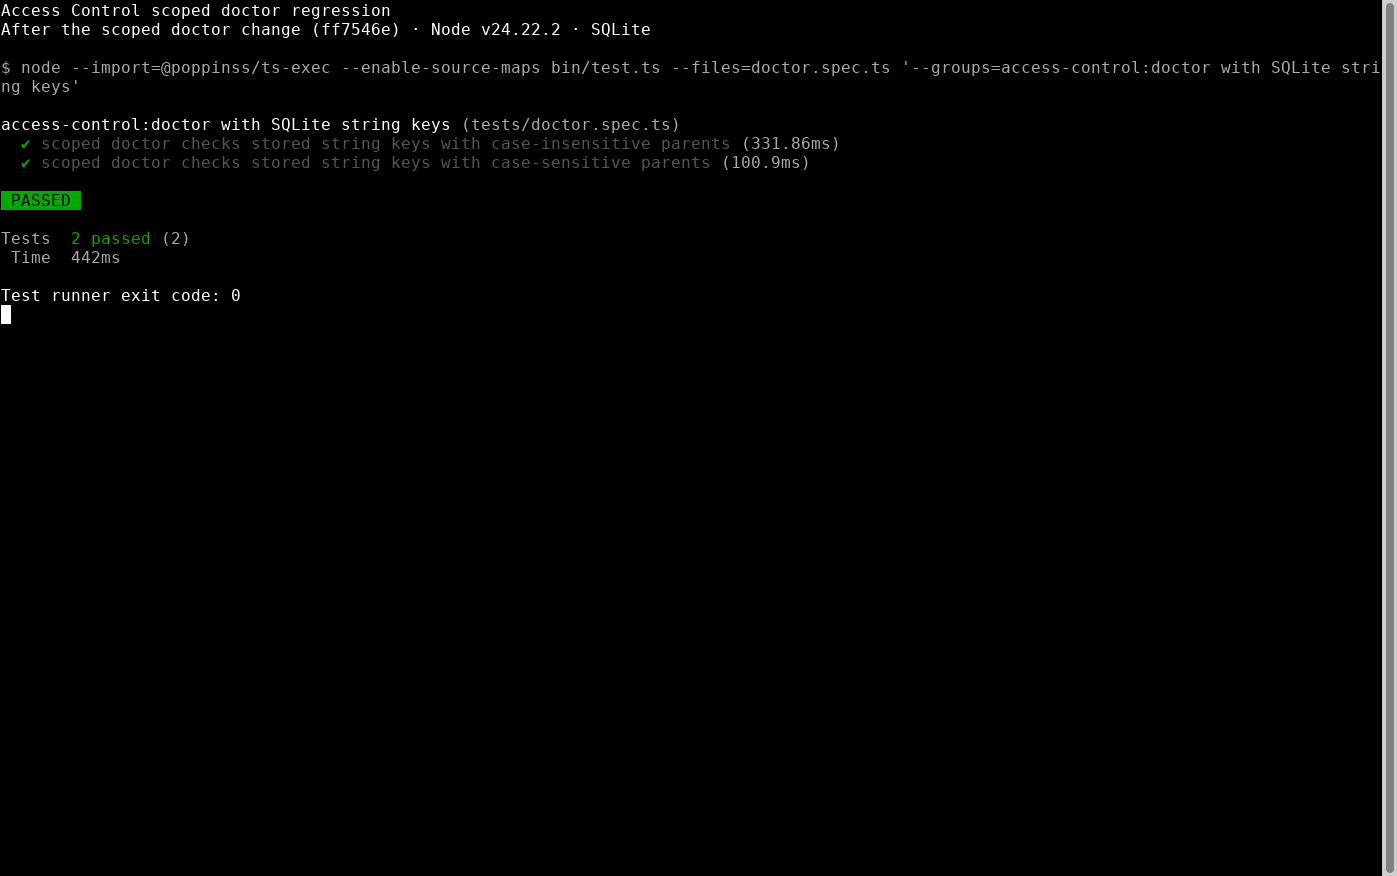 Access Control scoped doctor regression
After the scoped doctor change (ff7546e) · Node v24.22.2 · SQLite
$ node --import=@poppinss/ts-exec --enable-source-maps bin/test.ts --files=doctor.spec.ts '--groups=access-control:doctor with SQLite stri
ng keys'
access-control:doctor with SQLite string keys (tests/doctor.spec.ts)
✔ scoped doctor checks stored string keys with case-insensitive parents (331.86ms)
✔ scoped doctor checks stored string keys with case-sensitive parents (100.9ms)
PASSED
Tests  2 passed (2)
Time  442ms
Test runner exit code: 0